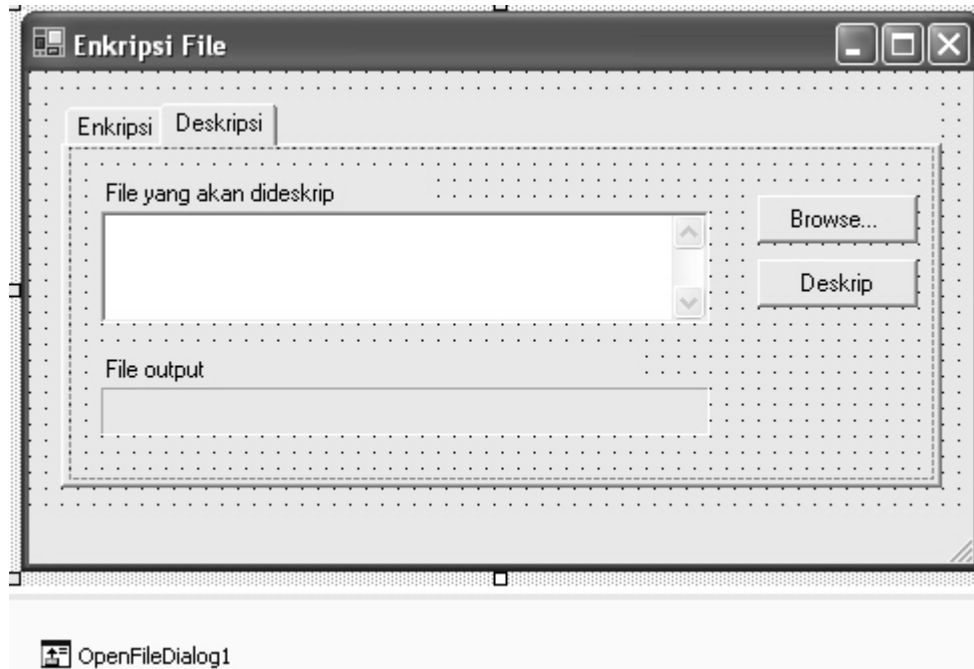 Enkripsi File
Enkripsi Deskripsi
File yang akan dideskrip
Browse...
Deskrip
File output
OpenFileDialog1